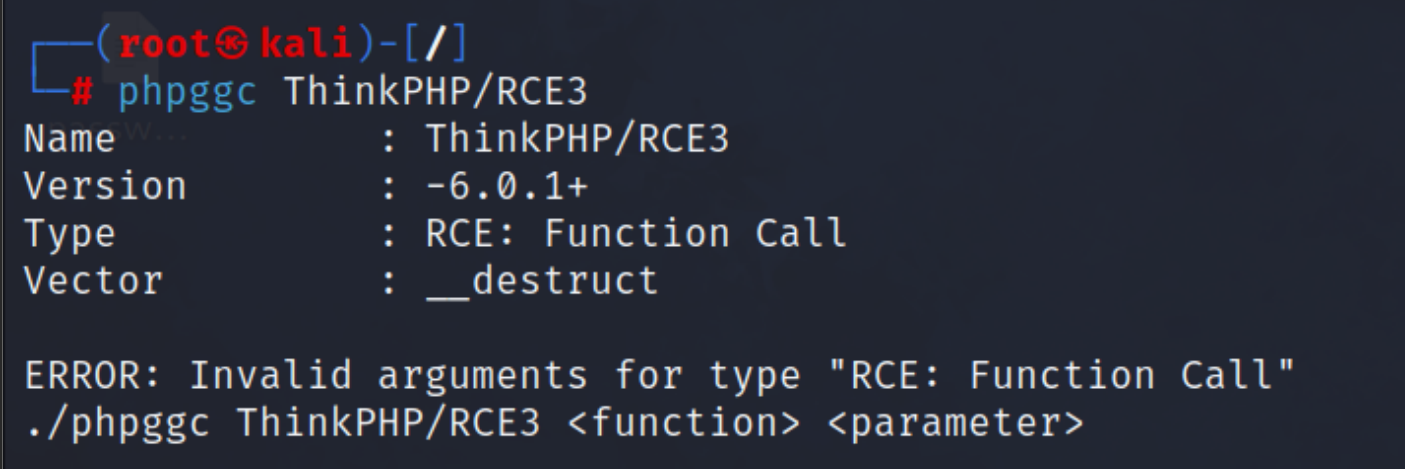 ┌──(root㉿kali)-[/]
└─# phpggc ThinkPHP/RCE3
Name           : ThinkPHP/RCE3
Version        : -6.0.1+
Type           : RCE: Function Call
Vector         : __destruct

ERROR: Invalid arguments for type "RCE: Function Call"
./phpggc ThinkPHP/RCE3 <function> <parameter>